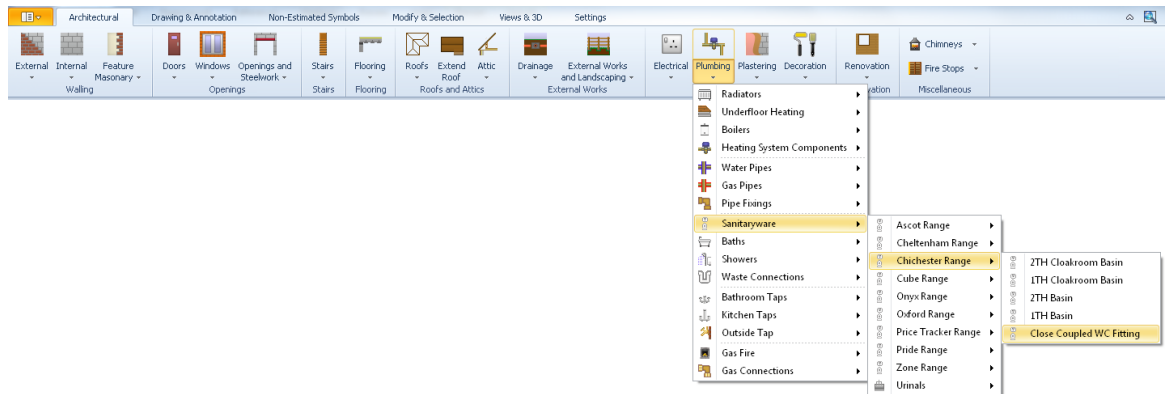 Architectural Drawing & Annotation Non-Estimated Symbols Modify & Selection Views & 3D Settings
External Internal Feature Masonary Doors Windows Openings and Steelwork Stairs Flooring Roofs Extend Roof Attic Drainage External Works and Landscaping Electrical Plumbing Plastering Decoration Renovation Chimneys
Fire Stops
Walling Openings Stairs Flooring Roofs and Attics External Works vation Miscellaneous
Radiators
Underfloor Heating
Boilers
Heating System Components
Water Pipes
Gas Pipes
Pipe Fixings
Sanitaryware
Baths
Showers
Waste Connections
Bathroom Taps
Kitchen Taps
Outside Tap
Gas Fire
Gas Connections
Ascot Range
Cheltenham Range
Chichester Range
Cube Range
Onyx Range
Oxford Range
Price Tracker Range
Pride Range
Zone Range
Urinals
2TH Cloakroom Basin
1TH Cloakroom Basin
2TH Basin
1TH Basin
Close Coupled WC Fitting